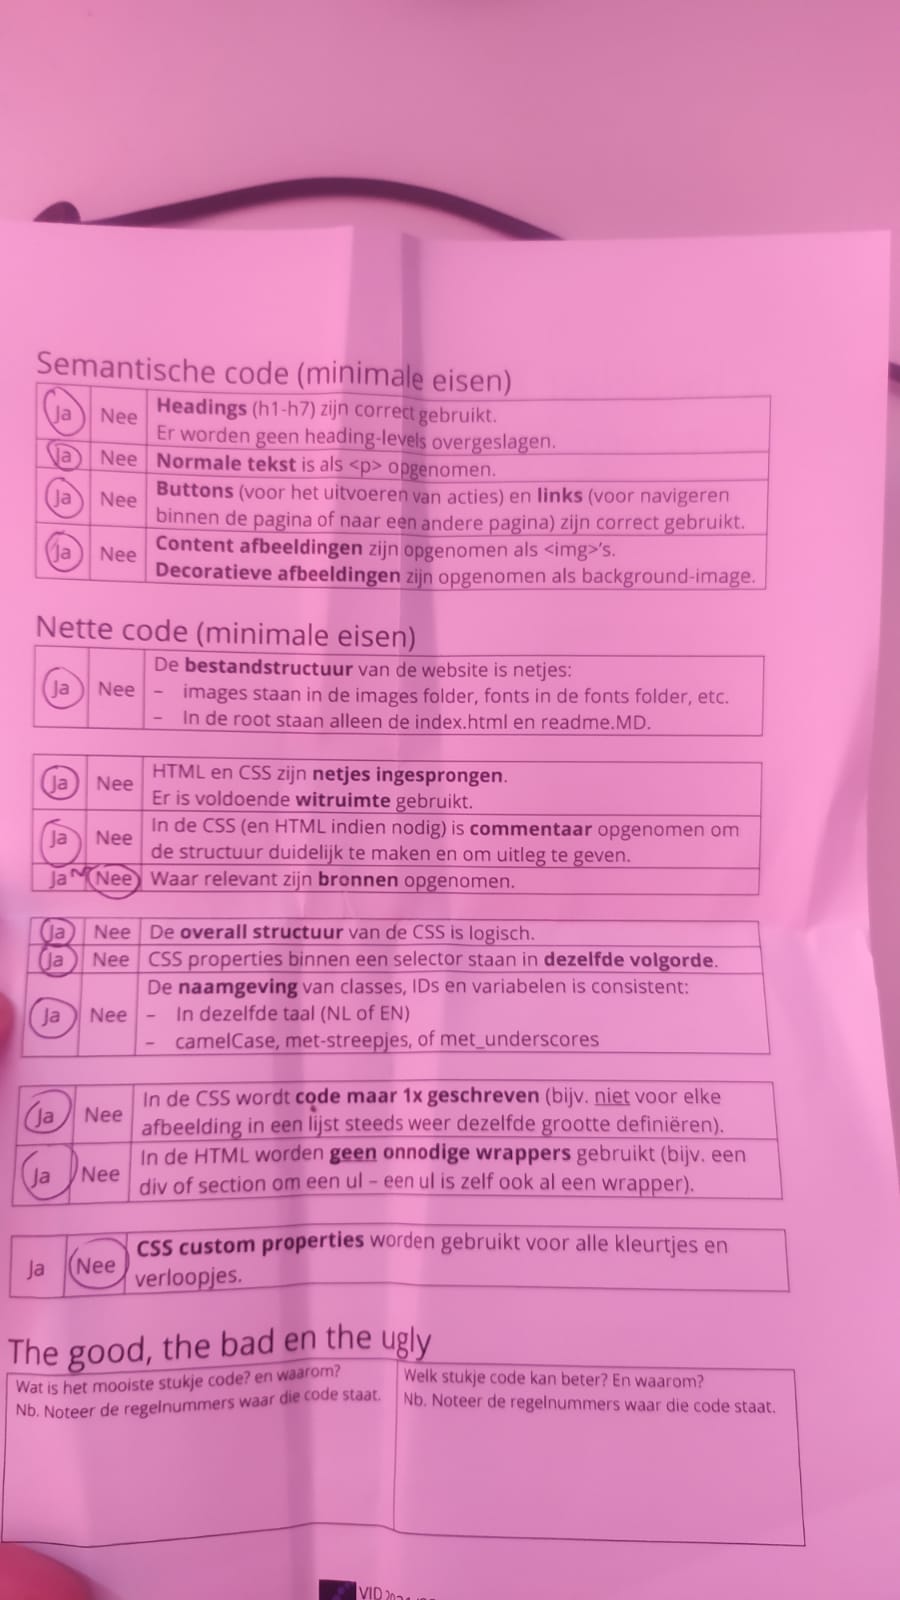 Semantische code (minimale eisen)
Ja Nee Headings (h1-h7) zijn correct gebruikt.
Er worden geen heading-levels overgeslagen.
Ja Nee Normale tekst is als <p> opgenomen.
Ja Nee Buttons (voor het uitvoeren van acties) en links (voor navigeren
binnen de pagina of naar een andere pagina) zijn correct gebruikt.
Ja Nee Content afbeeldingen zijn opgenomen als <img>'s.
Decoratieve afbeeldingen zijn opgenomen als background-image.
Nette code (minimale eisen)
De bestandstructuur van de website is netjes:
Ja Nee – images staan in de images folder, fonts in de fonts folder, etc.
– In de root staan alleen de index.html en readme.MD.
Ja Nee HTML en CSS zijn netjes ingesprongen.
Er is voldoende witruimte gebruikt.
Ja Nee In de CSS (en HTML indien nodig) is commentaar opgenomen om
de structuur duidelijk te maken en om uitleg te geven.
Ja Nee Waar relevant zijn bronnen opgenomen.
Ja Nee De overall structuur van de CSS is logisch.
Ja Nee CSS properties binnen een selector staan in dezelfde volgorde.
De naamgeving van classes, IDs en variabelen is consistent:
Ja Nee – In dezelfde taal (NL of EN)
– camelCase, met-streepjes, of met_underscores
Ja Nee In de CSS wordt code maar 1x geschreven (bijv. niet voor elke
afbeelding in een lijst steeds weer dezelfde grootte definiëren).
Ja Nee In de HTML worden geen onnodige wrappers gebruikt (bijv. een
div of section om een ul – een ul is zelf ook al een wrapper).
Ja Nee CSS custom properties worden gebruikt voor alle kleurtjes en
verloopjes.
The good, the bad en the ugly
Wat is het mooiste stukje code? en waarom?
Nb. Noteer de regelnummers waar die code staat.
Welk stukje code kan beter? En waarom?
Nb. Noteer de regelnummers waar die code staat.
VID